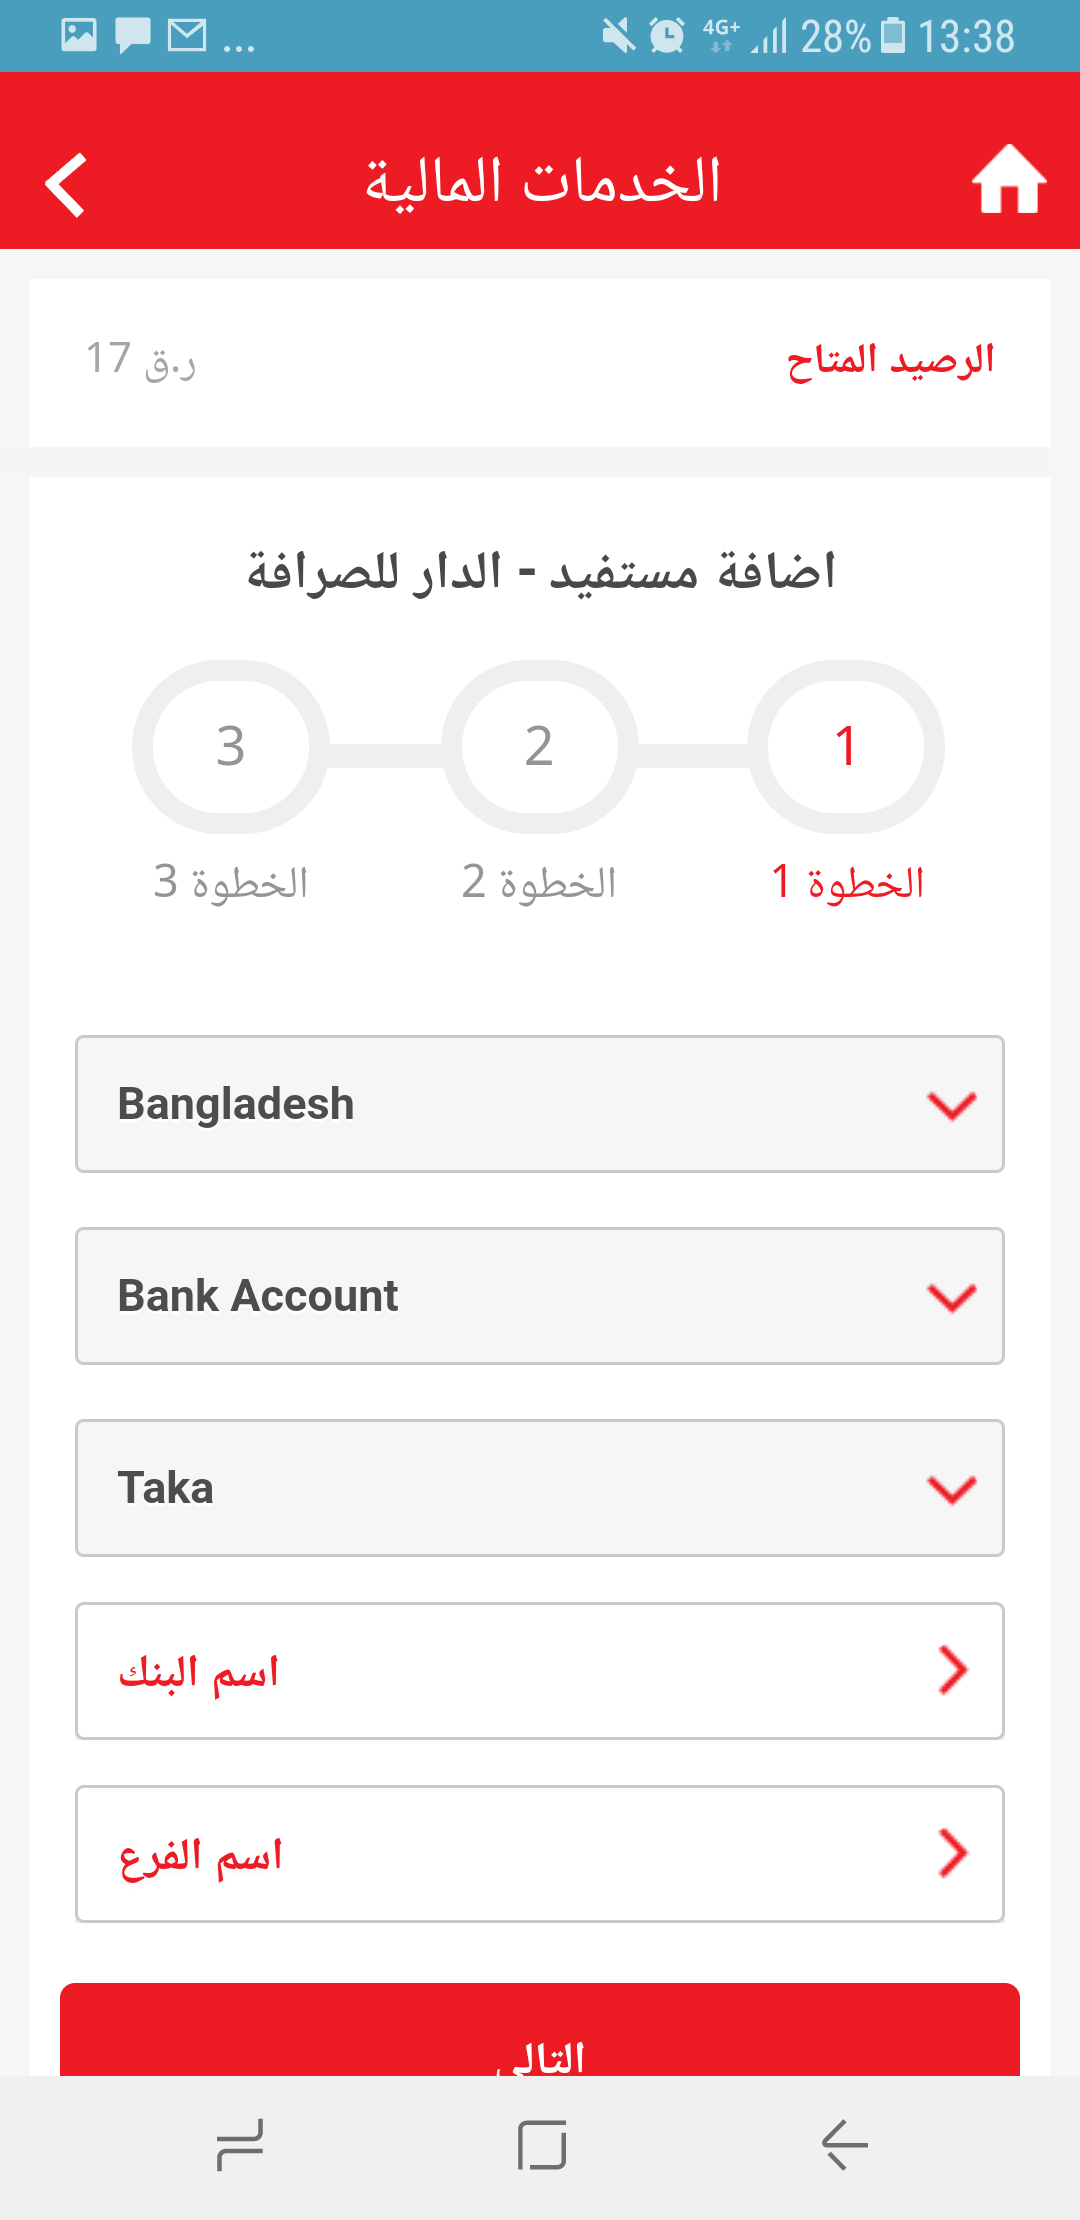 ... 4G+ 28% 13:38
الخدمات المالية
الرصيد المتاح
ر.ق 17
اضافة مستفيد - الدار للصرافة
1 2 3
الخطوة 1 الخطوة 2 الخطوة 3
Bangladesh
Bank Account
Taka
اسم البنك
اسم الفرع
التالي